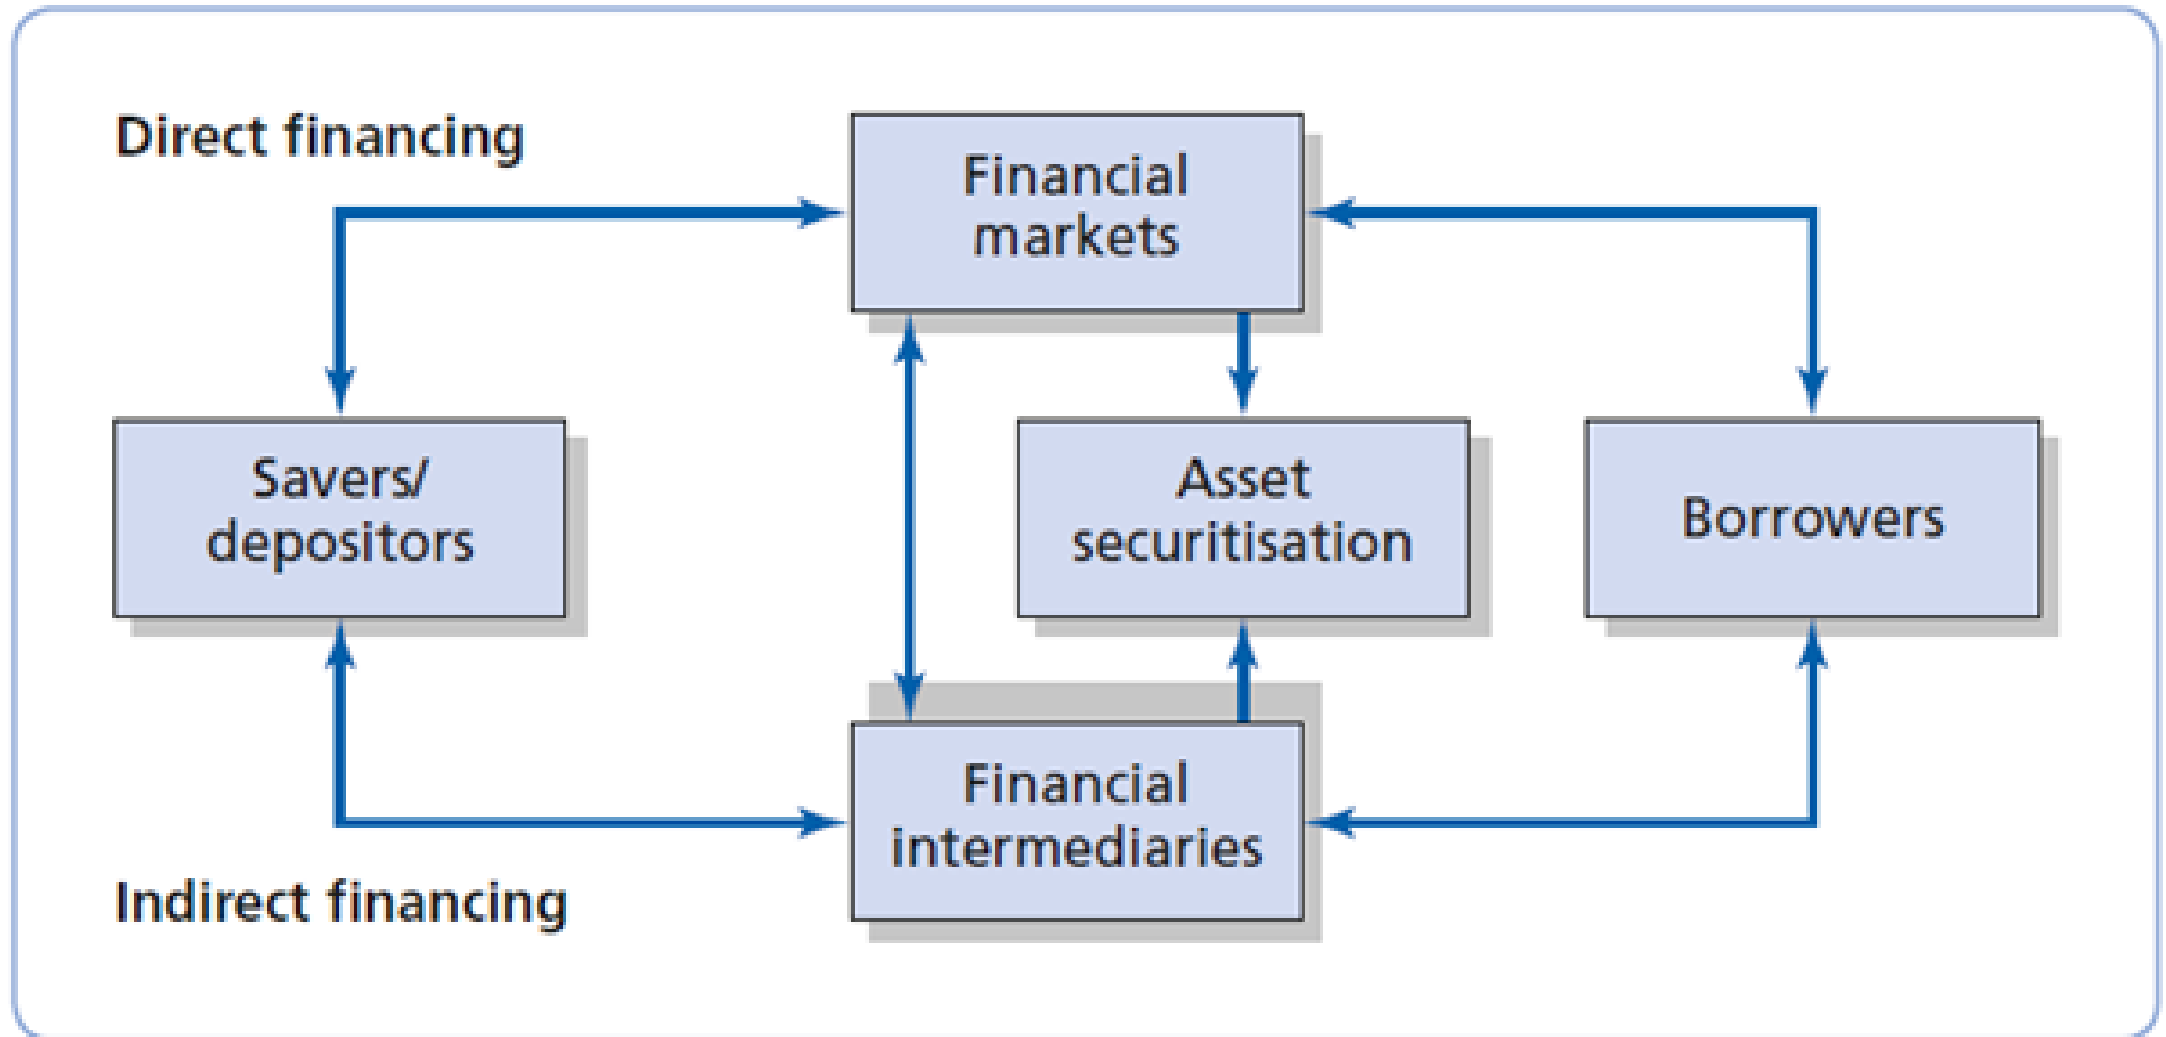 Direct financing
Financial
markets
Savers/
depositors
Asset
securitisation
Borrowers
Financial
intermediaries
Indirect financing